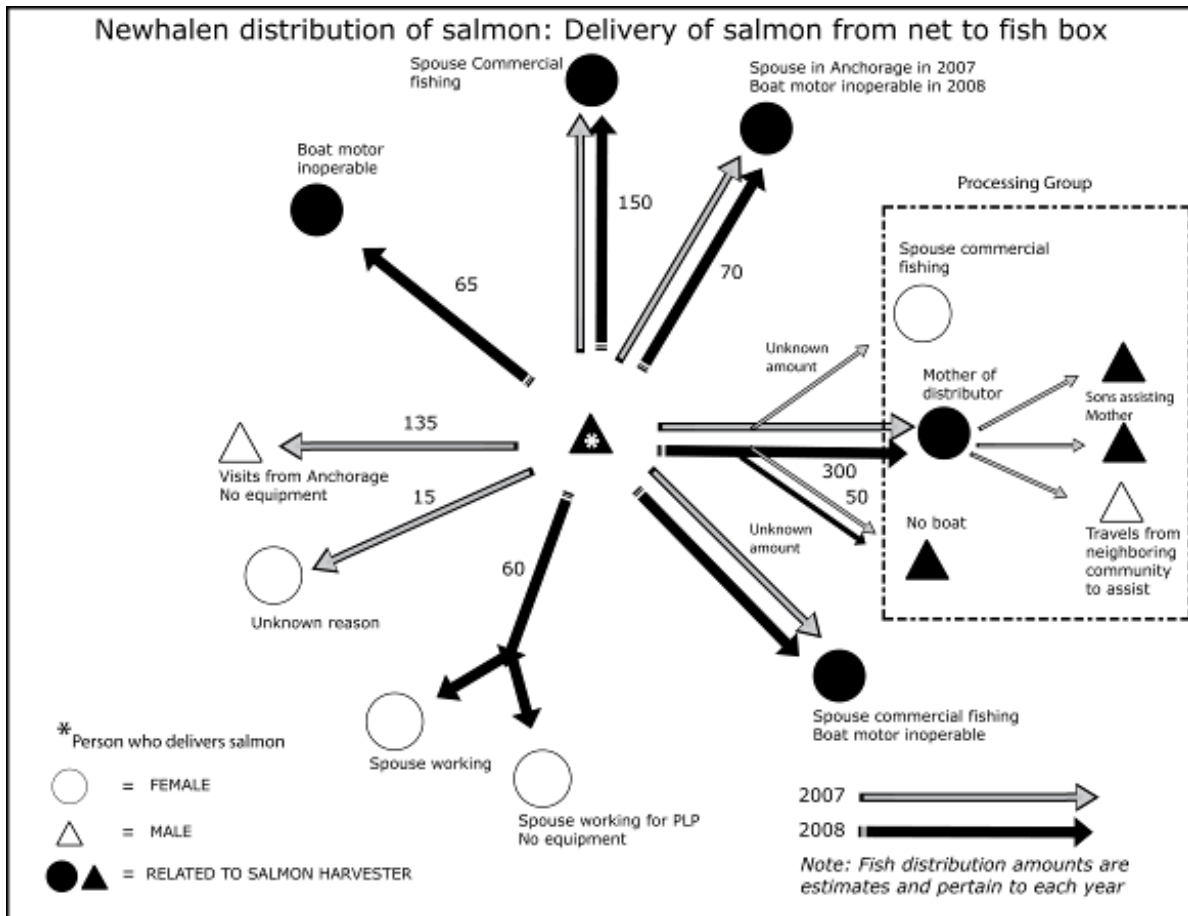 Newhalen distribution of salmon: Delivery of salmon from net to fish box
Spouse Commercial
fishing
Spouse in Anchorage in 2007
Boat motor inoperable in 2008
Boat motor
inoperable
150
70
65
Processing Group
Spouse commercial
fishing
Unknown
amount
Mother of
distributor
Sons assisting
Mother
135
Visits from Anchorage
No equipment
*
300
50
15
Unknown
amount
No boat
Travels from
neighboring
community
to assist
Unknown reason
60
Spouse commercial fishing
Boat motor inoperable
Spouse working
Spouse working for PLP
No equipment
*Person who delivers salmon
= FEMALE
= MALE
= RELATED TO SALMON HARVESTER
2007
2008
Note: Fish distribution amounts are
estimates and pertain to each year